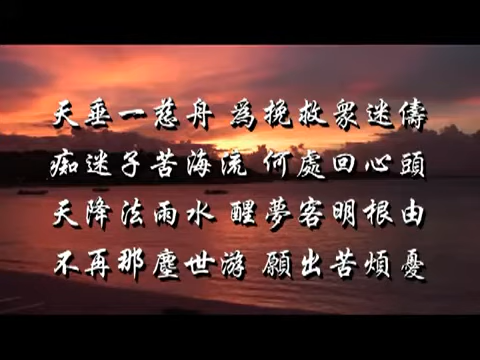 天垂一慈舟 為挽救眾迷儔
痴迷子苦海流 何處回心頭
天降法雨水 醒夢客明根由
不再那塵世游 願出苦煩憂